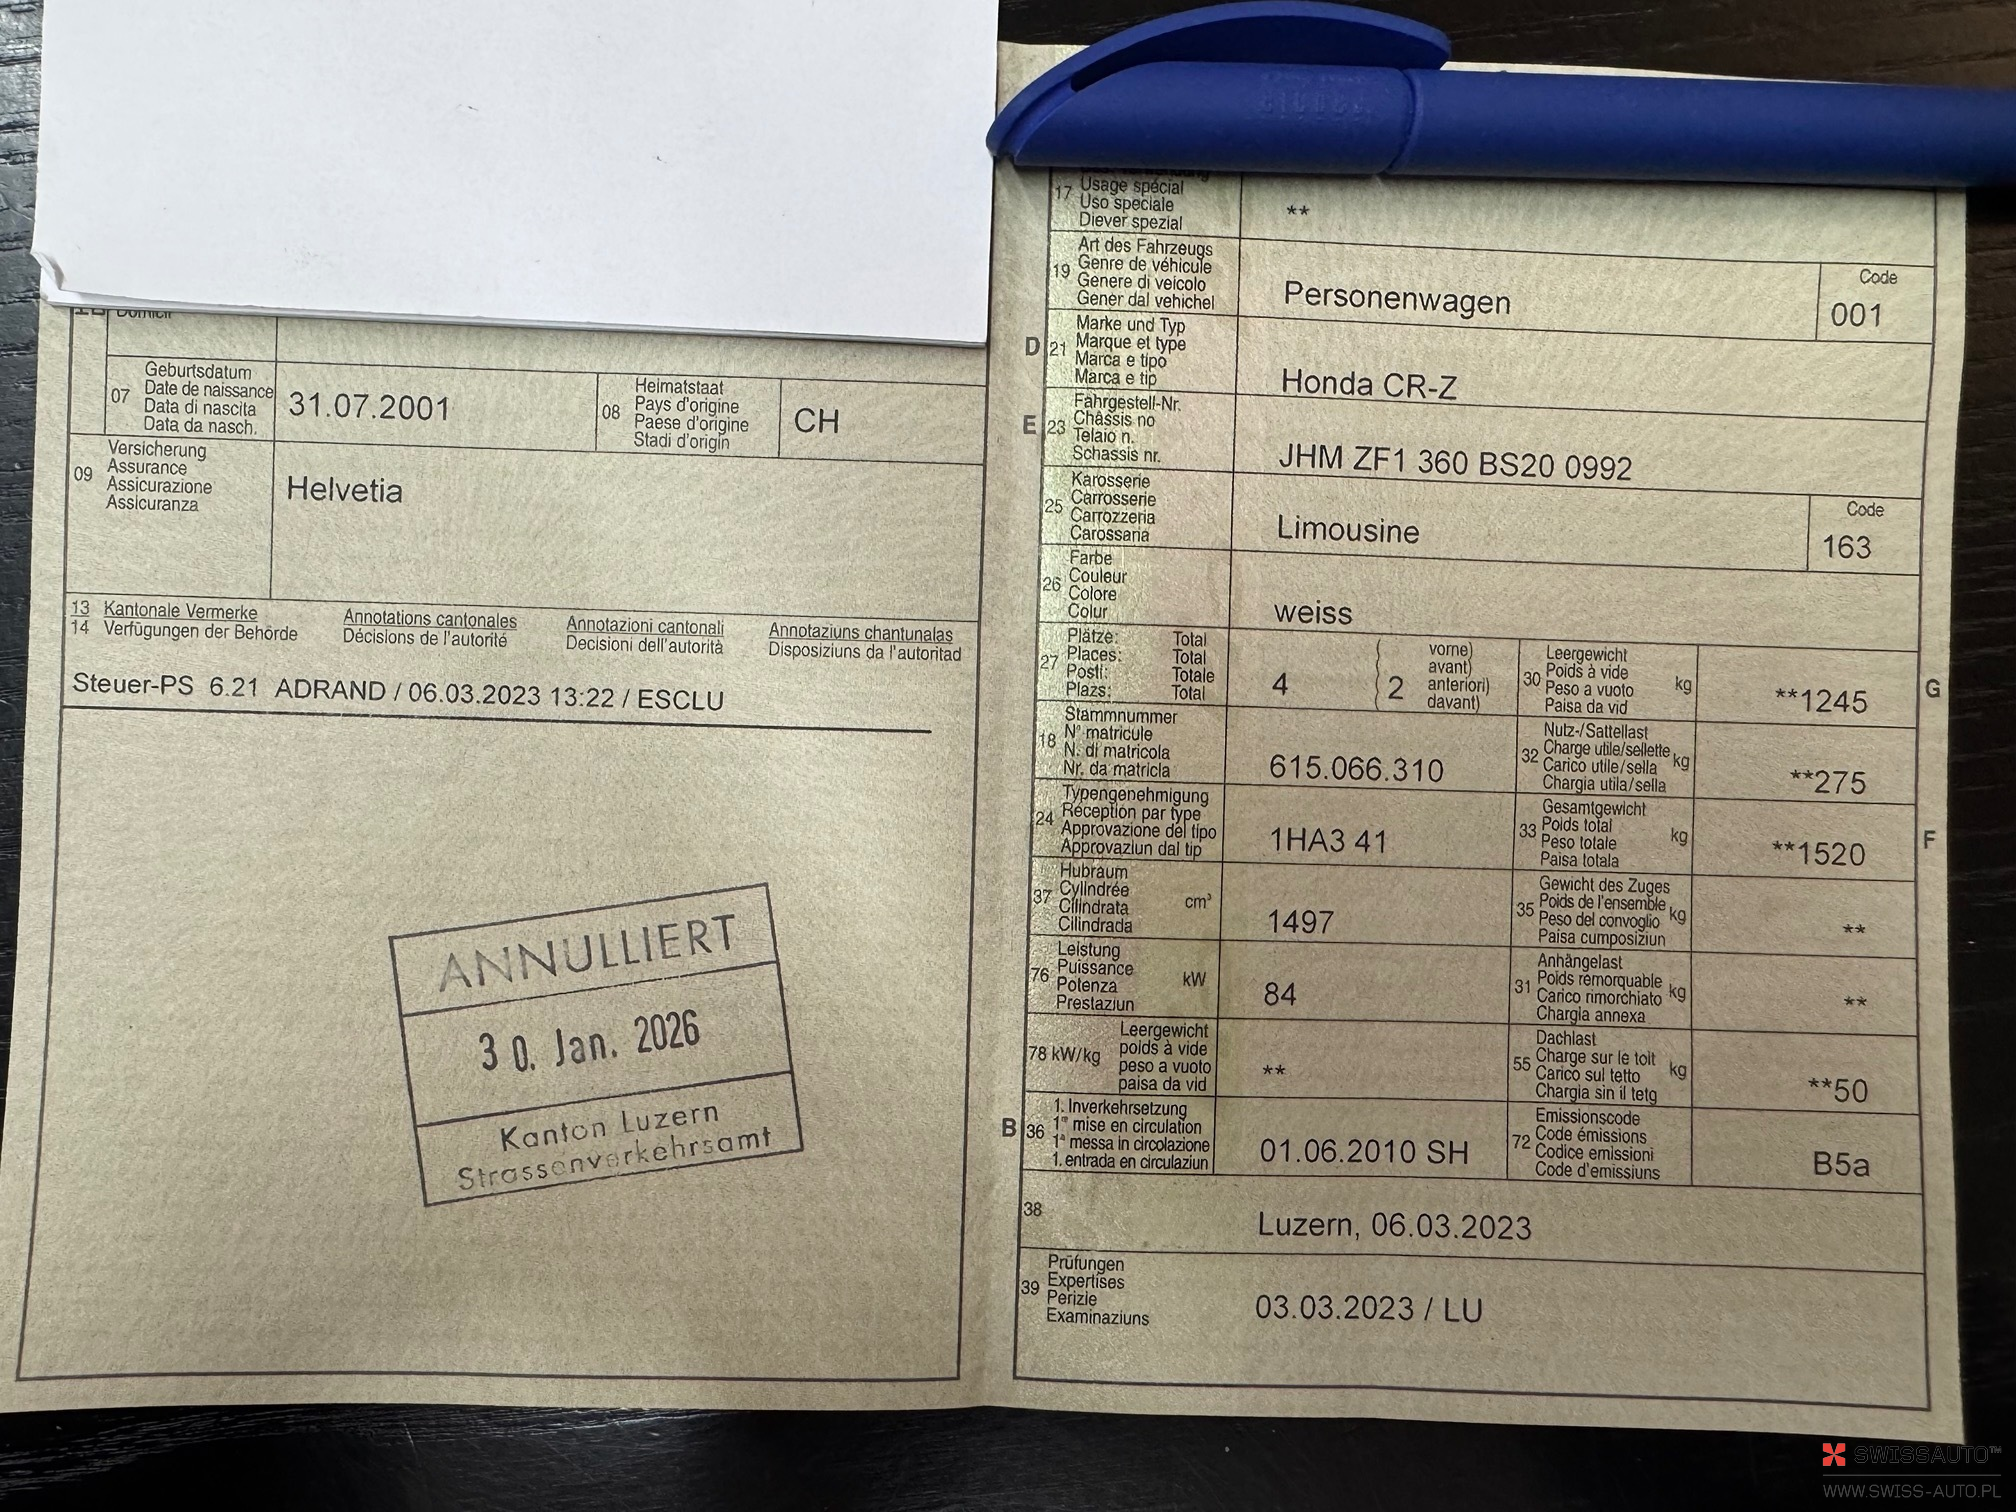 Domicil
07
Geburtsdatum
Date de naissance
Data di nascita
Data da nasch.
31.07.2001
08
Heimatstaat
Pays d'origine
Paese d'origine
Stadi d'origin
CH
09
Versicherung
Assurance
Assicurazione
Assicuranza
Helvetia
13 Kantonale Vermerke Annotations cantonales Annotazioni cantonali Annotaziuns chantunalas
14 Verfügungen der Behörde Décisions de l'autorité Decisioni dell'autorità Disposiziuns da l'autoritad
Steuer-PS 6.21 ADRAND / 06.03.2023 13:22 / ESCLU
ANNULLIERT
30. Jan. 2026
Kanton Luzern
Strassenverkehrsamt
17
Usage spécial
Uso speciale
Diever spezial
**
19
Art des Fahrzeugs
Genre de véhicule
Genere di veicolo
Gener dal vehichel
Personenwagen
Code
001
D
21
Marke und Typ
Marque et type
Marca e tipo
Marca e tip
Honda CR-Z
E
23
Fahrgestell-Nr.
Châssis no
Telaio n.
Schassis nr.
JHM ZF1 360 BS20 0992
25
Karosserie
Carrosserie
Carrozzeria
Carossaria
Limousine
Code
163
26
Farbe
Couleur
Colore
Colur
weiss
27
Plätze: Total
Places: Total
Posti: Totale
Plazs: Total
4
2
vorne)
avant)
anteriori)
davant)
30
Leergewicht
Poids à vide
Peso a vuoto
Paisa da vid
kg
**1245
G
18
Stammnummer
N° matricule
N. di matricola
Nr. da matricla
615.066.310
32
Nutz-/Sattellast
Charge utile/sellette
Carico utile/sella
Chargia utila/sella
kg
**275
24
Typengenehmigung
Réception par type
Approvazione del tipo
Approvaziun dal tip
1HA3 41
33
Gesamtgewicht
Poids total
Peso totale
Paisa totala
kg
**1520
F
37
Hubraum
Cylindrée
Cilindrata
Cilindrada
cm³
1497
35
Gewicht des Zuges
Poids de l'ensemble
Peso del convoglio
Paisa cumposiziun
kg
**
76
Leistung
Puissance
Potenza
Prestaziun
kW
84
31
Anhängelast
Poids remorquable
Carico rimorchiato
Chargia annexa
kg
**
78 kW/kg
Leergewicht
poids à vide
peso a vuoto
paisa da vid
**
55
Dachlast
Charge sur le toit
Carico sul tetto
Chargia sin il tetg
kg
**50
B
36
1. Inverkehrsetzung
1re mise en circulation
1a messa in circolazione
1. entrada en circulaziun
01.06.2010 SH
72
Emissionscode
Code émissions
Codice emissioni
Code d'emissiuns
B5a
38
Luzern, 06.03.2023
39
Prüfungen
Expertises
Perizie
Examinaziuns
03.03.2023 / LU
SWISSAUTO™
WWW.SWISS-AUTO.PL